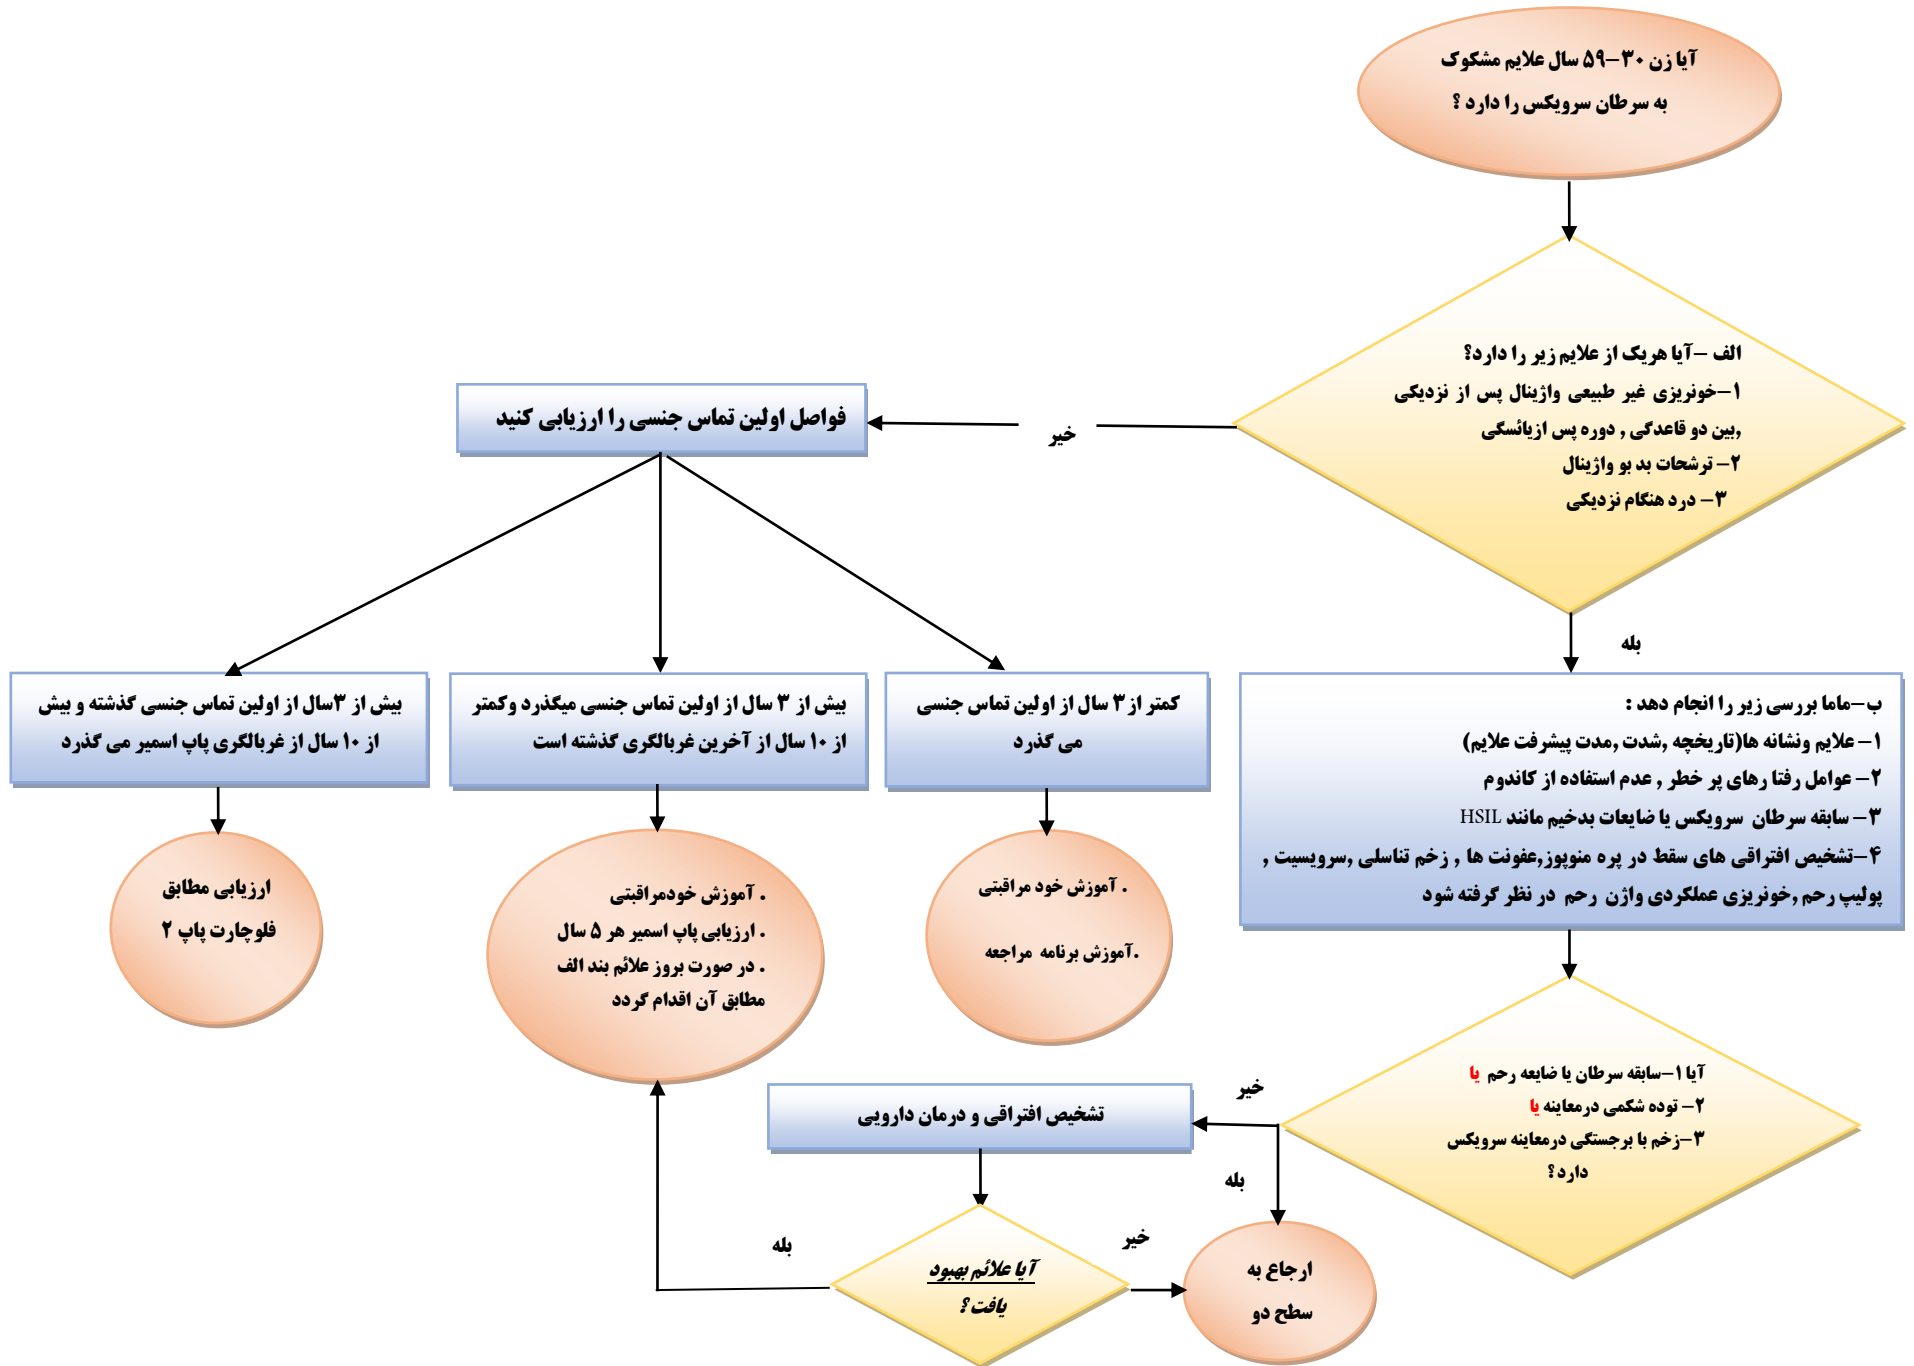 آیا زن ۳۰–۵۹ سال علایم مشکوک
به سرطان سرویکس را دارد ؟
الف –آیا هریک از علایم زیر را دارد؟
۱–خونریزی غیر طبیعی واژینال پس از نزدیکی
,بین دو قاعدگی , دوره پس ازیائسگی
۲– ترشحات بد بو واژینال
۳– درد هنگام نزدیکی
خیر
فواصل اولین تماس جنسی را ارزیابی کنید
بله
ب–ماما بررسی زیر را انجام دهد :
۱– علایم ونشانه ها(تاریخچه ,شدت ,مدت پیشرفت علایم)
۲– عوامل رفتا رهای پر خطر , عدم استفاده از کاندوم
۳– سابقه سرطان سرویکس یا ضایعات بدخیم مانند HSIL
۴–تشخیص افتراقی های سقط در پره منوپوز,عفونت ها , زخم تناسلی ,سرویسیت ,
پولیپ رحم ,خونریزی عملکردی واژن رحم در نظر گرفته شود
کمتر از ۳ سال از اولین تماس جنسی
می گذرد
بیش از ۳ سال از اولین تماس جنسی میگذرد وکمتر
از ۱۰ سال از آخرین غربالگری گذشته است
بیش از ۳سال از اولین تماس جنسی گذشته و بیش
از ۱۰ سال از غربالگری پاپ اسمیر می گذرد
. آموزش خود مراقبتی
.آموزش برنامه مراجعه
. آموزش خودمراقبتی
. ارزیابی پاپ اسمیر هر ۵ سال
. در صورت بروز علائم بند الف
مطابق آن اقدام گردد
ارزیابی مطابق
فلوچارت پاپ ۲
آیا ۱–سابقه سرطان یا ضایعه رحم یا
۲– توده شکمی درمعاینه یا
۳–زخم با برجستگی درمعاینه سرویکس
دارد ؟
خیر
تشخیص افتراقی و درمان دارویی
بله
آیا علائم بهبود
یافت ؟
خیر
بله
ارجاع به
سطح دو